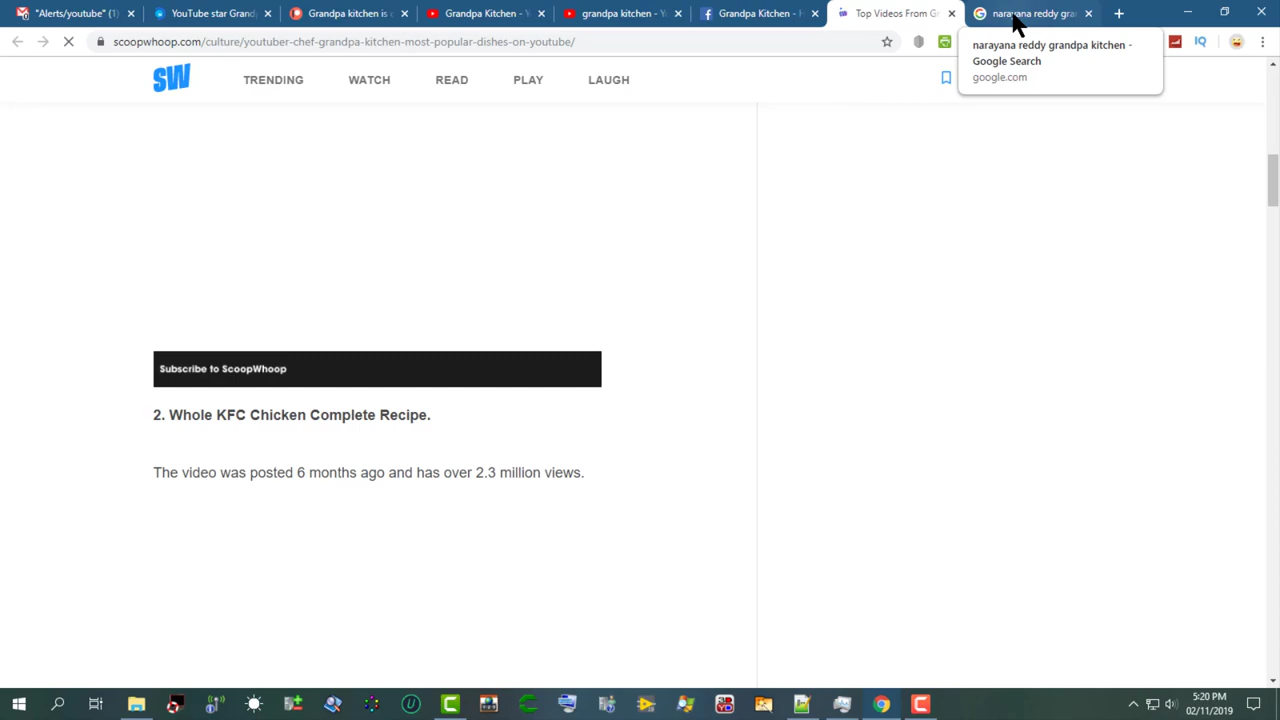 "Alerts/youtube" (1)
YouTube star Grand
Grandpa kitchen is
Grandpa Kitchen - Y
grandpa kitchen - Y
Grandpa Kitchen - H
Top Videos From Gr
narayana reddy gra
scoopwhoop.com/culture/youtuber-chef-grandpa-kitchen-most-popular-dishes-on-youtube/
IQ
narayana reddy grandpa kitchen -
Google Search
google.com
SW
TRENDING
WATCH
READ
PLAY
LAUGH
Subscribe to ScoopWhoop
2. Whole KFC Chicken Complete Recipe.
The video was posted 6 months ago and has over 2.3 million views.
5:20 PM
02/11/2019